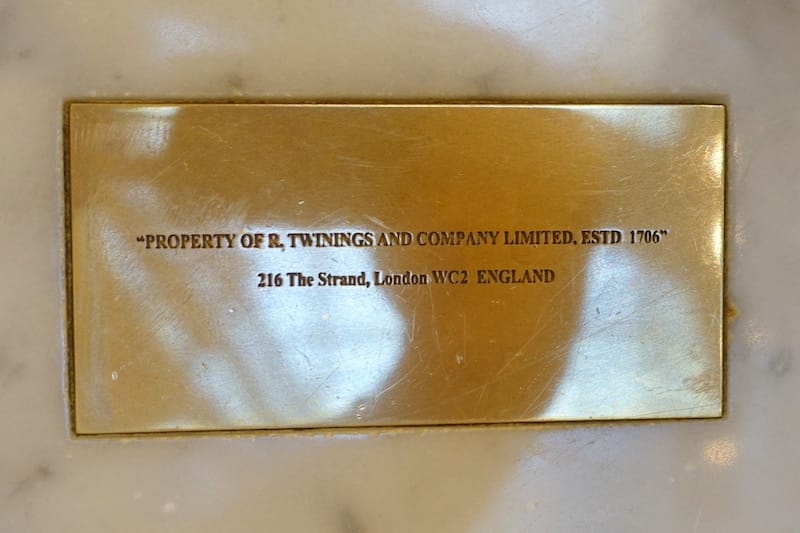 “PROPERTY OF R, TWININGS AND COMPANY LIMITED, ESTD 1706”
216 The Strand, London WC2 ENGLAND